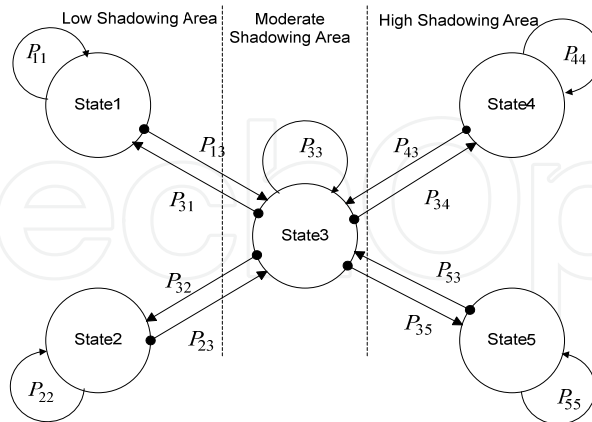 Low Shadowing Area
Moderate
Shadowing Area
High Shadowing Area
P11
State1
P13
P31
P33
P43
P34
State4
P44
State3
P32
P23
State2
P22
P53
P35
State5
P55